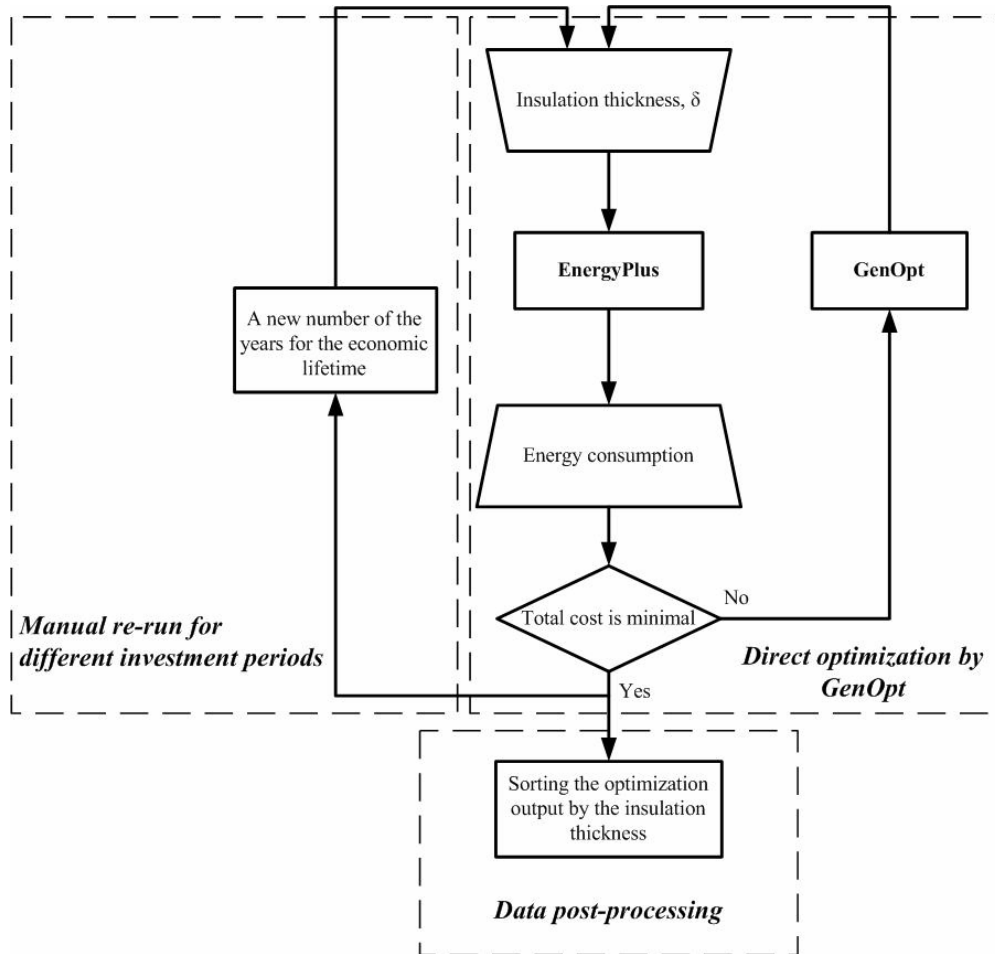 Insulation thickness, δ
EnergyPlus
GenOpt
A new number of the
years for the economic
lifetime
Energy consumption
Total cost is minimal
No
Yes
Manual re-run for
different investment periods
Direct optimization by
GenOpt
Sorting the optimization
output by the insulation
thickness
Data post-processing